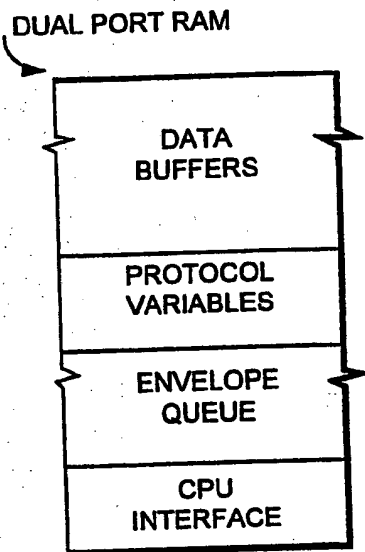 DUAL PORT RAM
DATA
BUFFERS
PROTOCOL
VARIABLES
ENVELOPE
QUEUE
CPU
INTERFACE